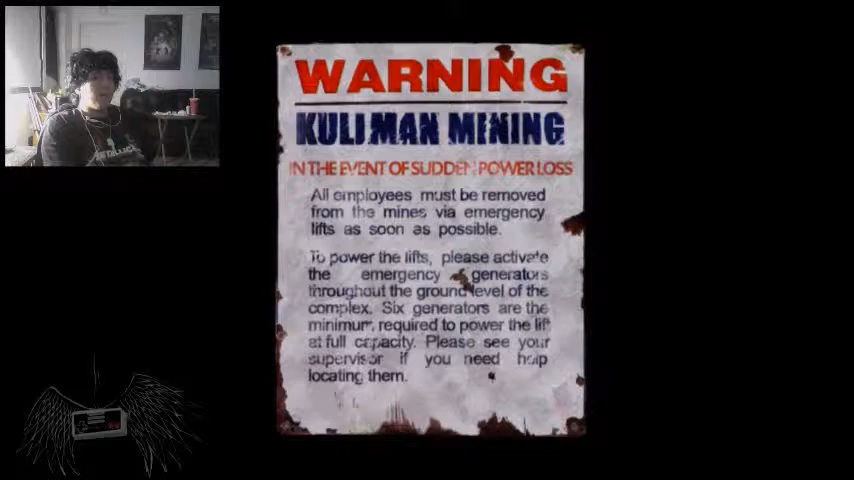 WARNING
KULLMAN MINING
IN THE EVENT OF SUDDEN POWER LOSS
All employees must be removed
from the mines via emergency
lifts as soon as possible.
To power the lifts, please activate
the emergency generators
throughout the ground level of the
complex. Six generators are the
minimum required to power the lift
at full capacity. Please see your
supervisor if you need help
locating them.
METALLICA